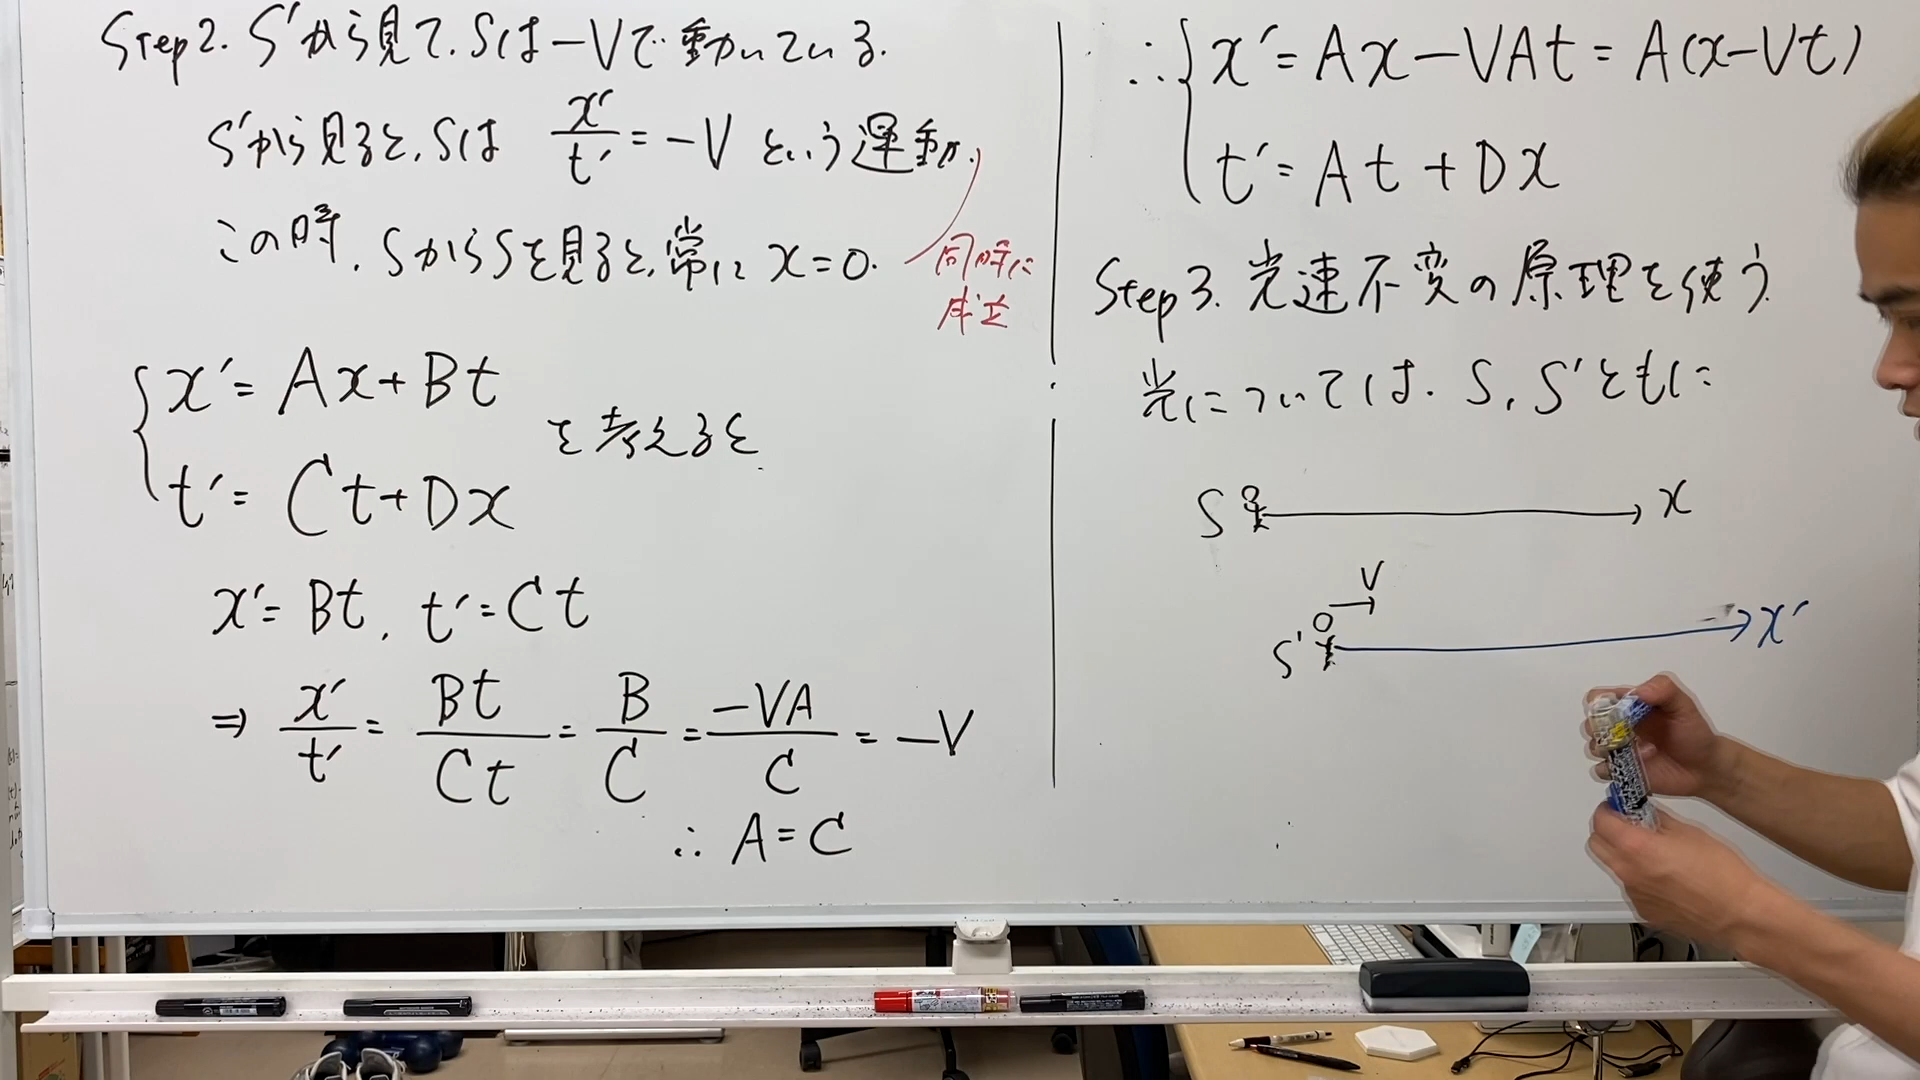 Step2. S'から見て、Sは-Vで動いている.
S'から見ると、Sは x'/t' = -V という運動.
この時、SからSを見ると、常に x=0.
同時に
成立
{ x' = Ax+Bt
t' = Ct+Dx
を考えると
x' = Bt, t' = Ct
⇒ x'/t' = Bt/Ct = B/C = -VA/C = -V
∴ A=C
∴ { x' = Ax-VAt = A(x-Vt)
t' = At+Dx
Step3. 光速不変の原理を使う.
光については、S, S'ともに
S x
V
S' x'